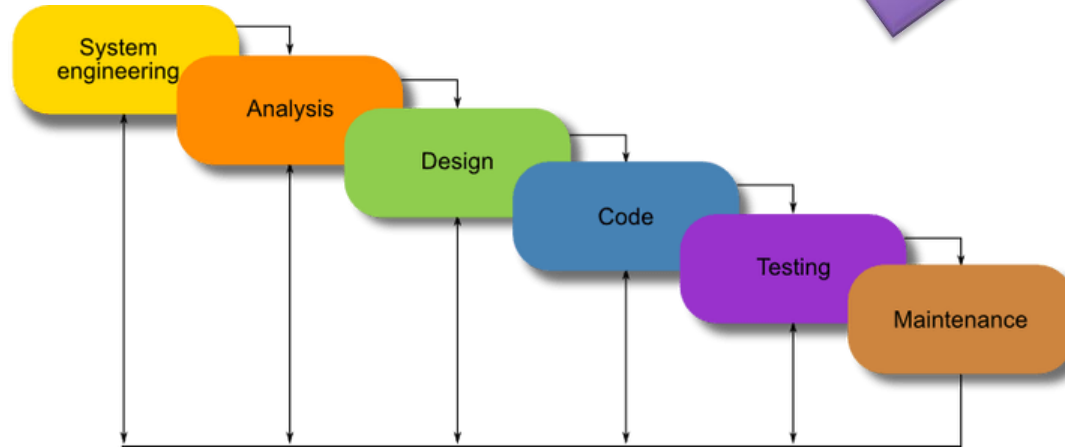 System
engineering
Analysis
Design
Code
Testing
Maintenance